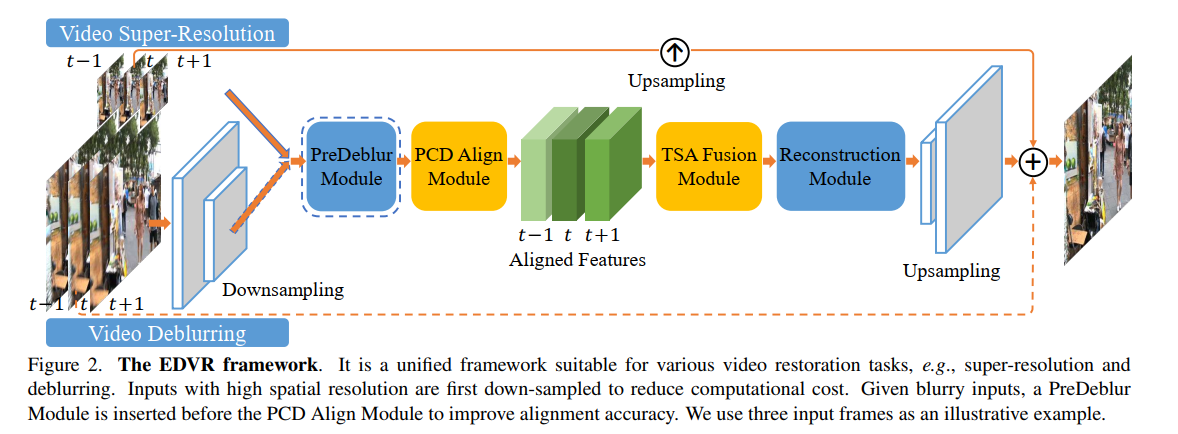 Video Super-Resolution
t−1 t t+1
Upsampling
PreDeblur
Module
PCD Align
Module
TSA Fusion
Module
Reconstruction
Module
t−1 t t+1
Aligned Features
Upsampling
Downsampling
t−1 t t+1
Video Deblurring
Figure 2. The EDVR framework. It is a unified framework suitable for various video restoration tasks, e.g., super-resolution and
deblurring. Inputs with high spatial resolution are first down-sampled to reduce computational cost. Given blurry inputs, a PreDeblur
Module is inserted before the PCD Align Module to improve alignment accuracy. We use three input frames as an illustrative example.